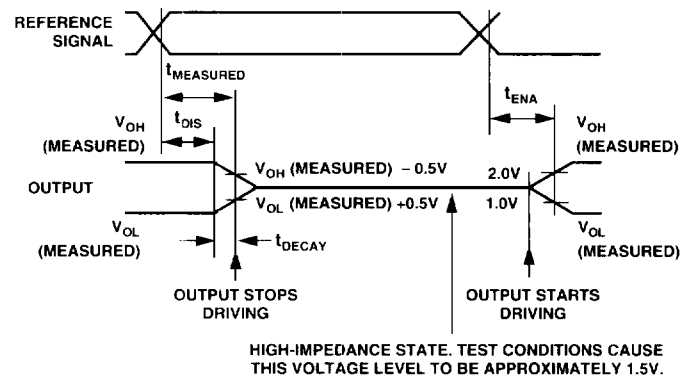 REFERENCE
SIGNAL
tMEASURED
tENA
tDIS
VOH
(MEASURED)
VOH
(MEASURED)
VOH (MEASURED) – 0.5V
2.0V
OUTPUT
VOL (MEASURED) +0.5V
1.0V
VOL
(MEASURED)
VOL
(MEASURED)
tDECAY
OUTPUT STOPS
DRIVING
OUTPUT STARTS
DRIVING
HIGH-IMPEDANCE STATE. TEST CONDITIONS CAUSE
THIS VOLTAGE LEVEL TO BE APPROXIMATELY 1.5V.